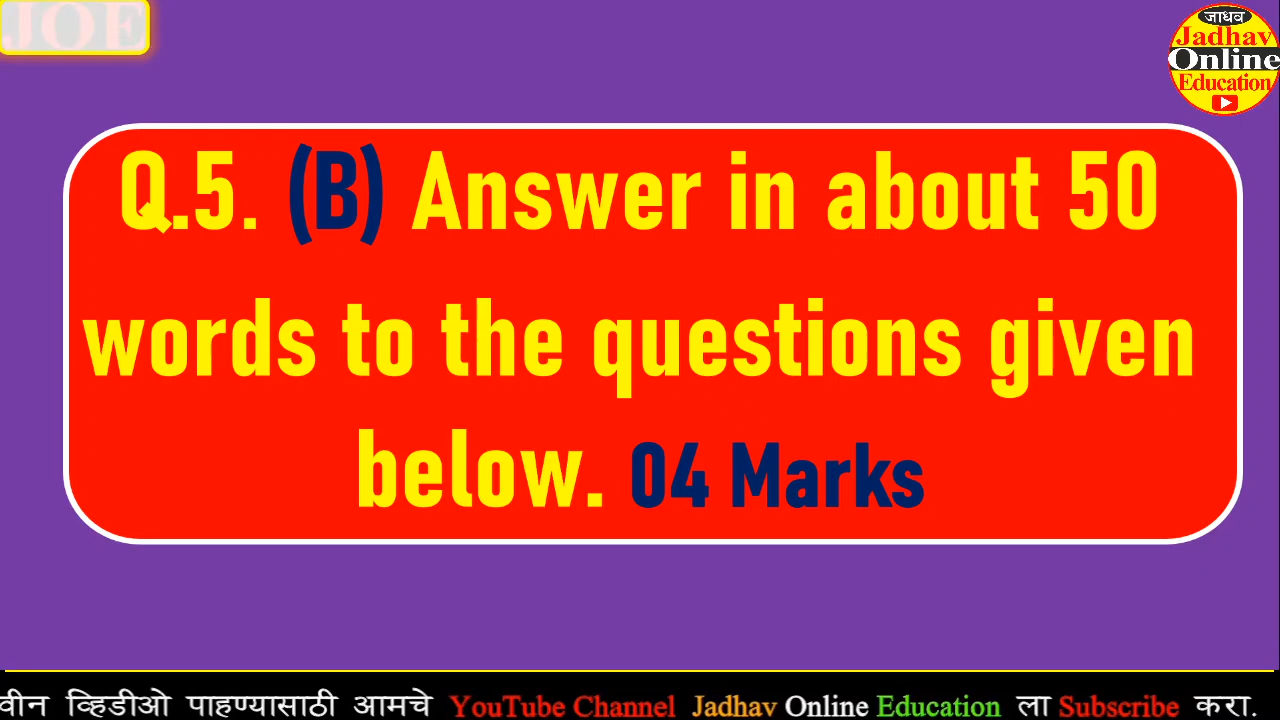 JOE
जाधव
Jadhav
Online
Education
Q.5. (B) Answer in about 50
words to the questions given
below. 04 Marks
वीन व्हिडीओ पाहण्यासाठी आमचे YouTube Channel Jadhav Online Education ला Subscribe करा.